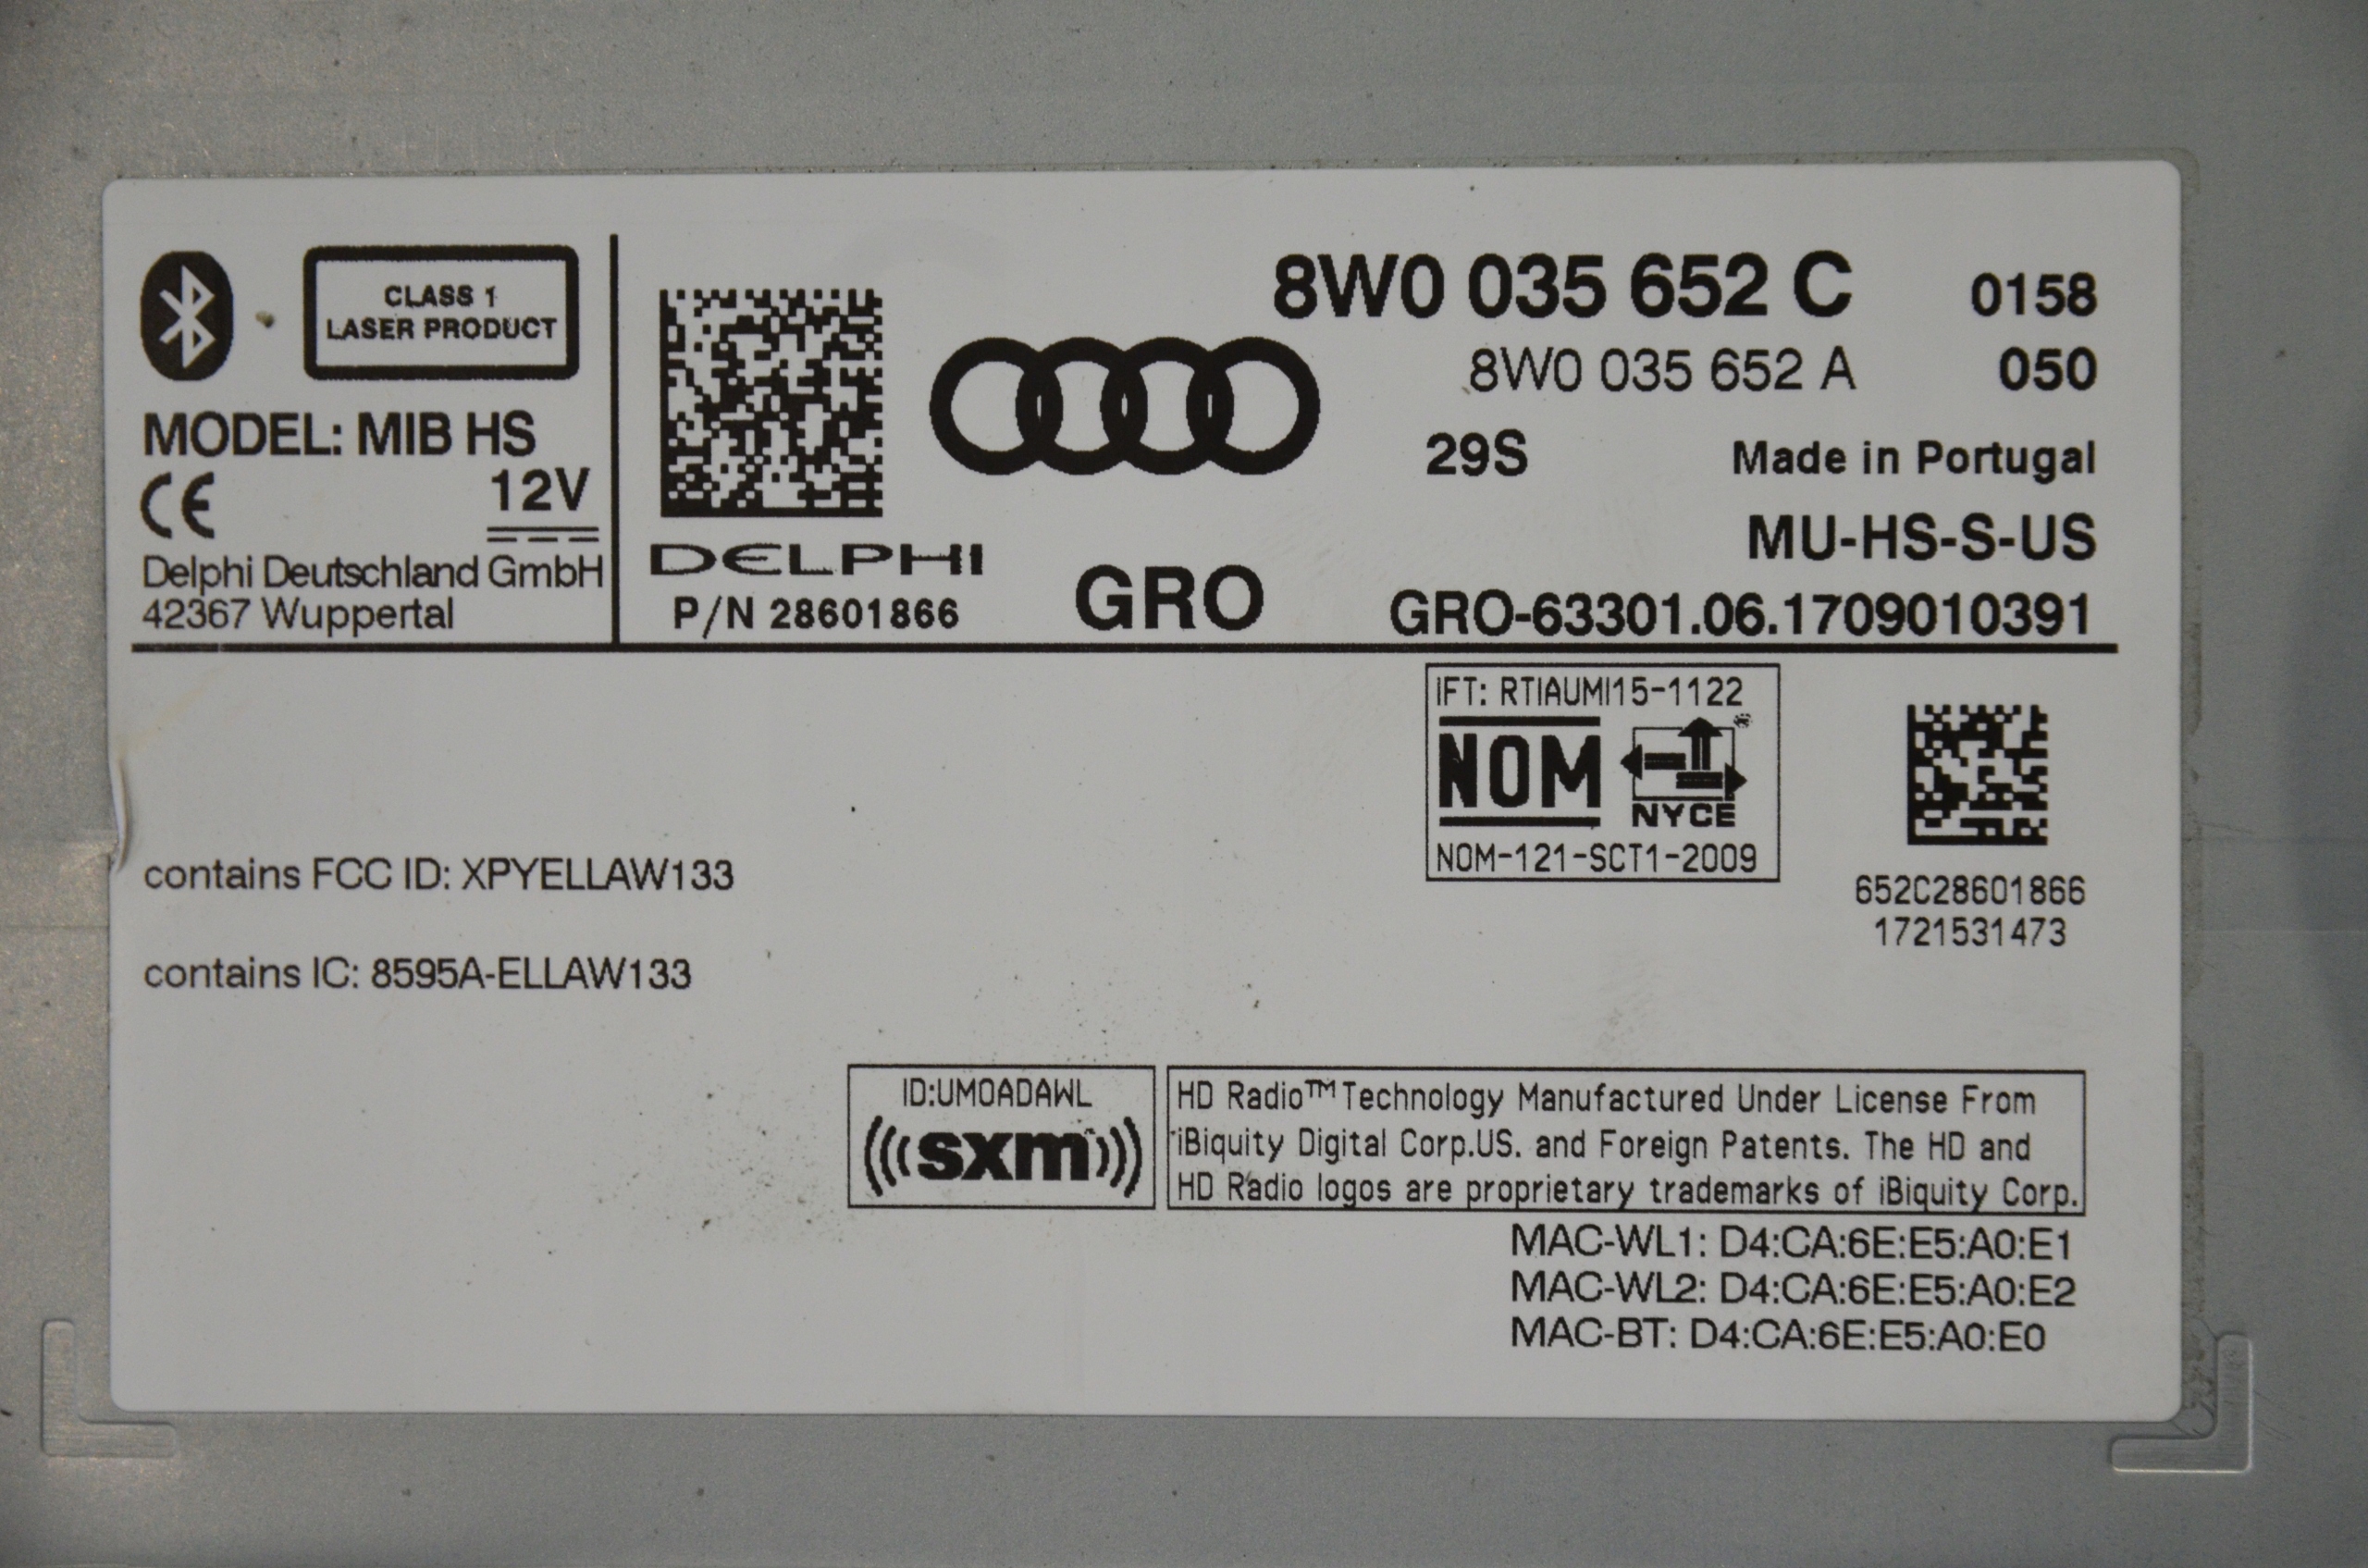 CLASS 1
LASER PRODUCT
MODEL: MIB HS
CE
12V
Delphi Deutschland GmbH
42367 Wuppertal
DELPHI
P/N 28601866
GRO
8W0 035 652 C 0158
8W0 035 652 A 050
29S Made in Portugal
MU-HS-S-US
GRO-63301.06.1709010391
IFT: RTIAUMI15-1122
NOM
NYCE
NOM-121-SCT1-2009
652C28601866
1721531473
contains FCC ID: XPYELLAW133
contains IC: 8595A-ELLAW133
ID:UM0ADAWL
(((sxm)))
HD Radio™ Technology Manufactured Under License From
iBiquity Digital Corp.US. and Foreign Patents. The HD and
HD Radio logos are proprietary trademarks of iBiquity Corp.
MAC-WL1: D4:CA:6E:E5:A0:E1
MAC-WL2: D4:CA:6E:E5:A0:E2
MAC-BT: D4:CA:6E:E5:A0:E0